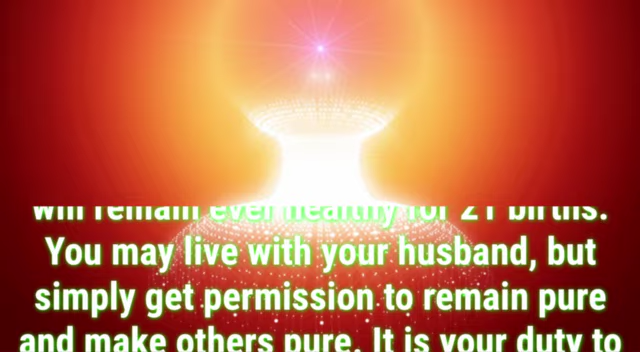 will remain ever healthy for 21 births.
You may live with your husband, but
simply get permission to remain pure
and make others pure. It is your duty to